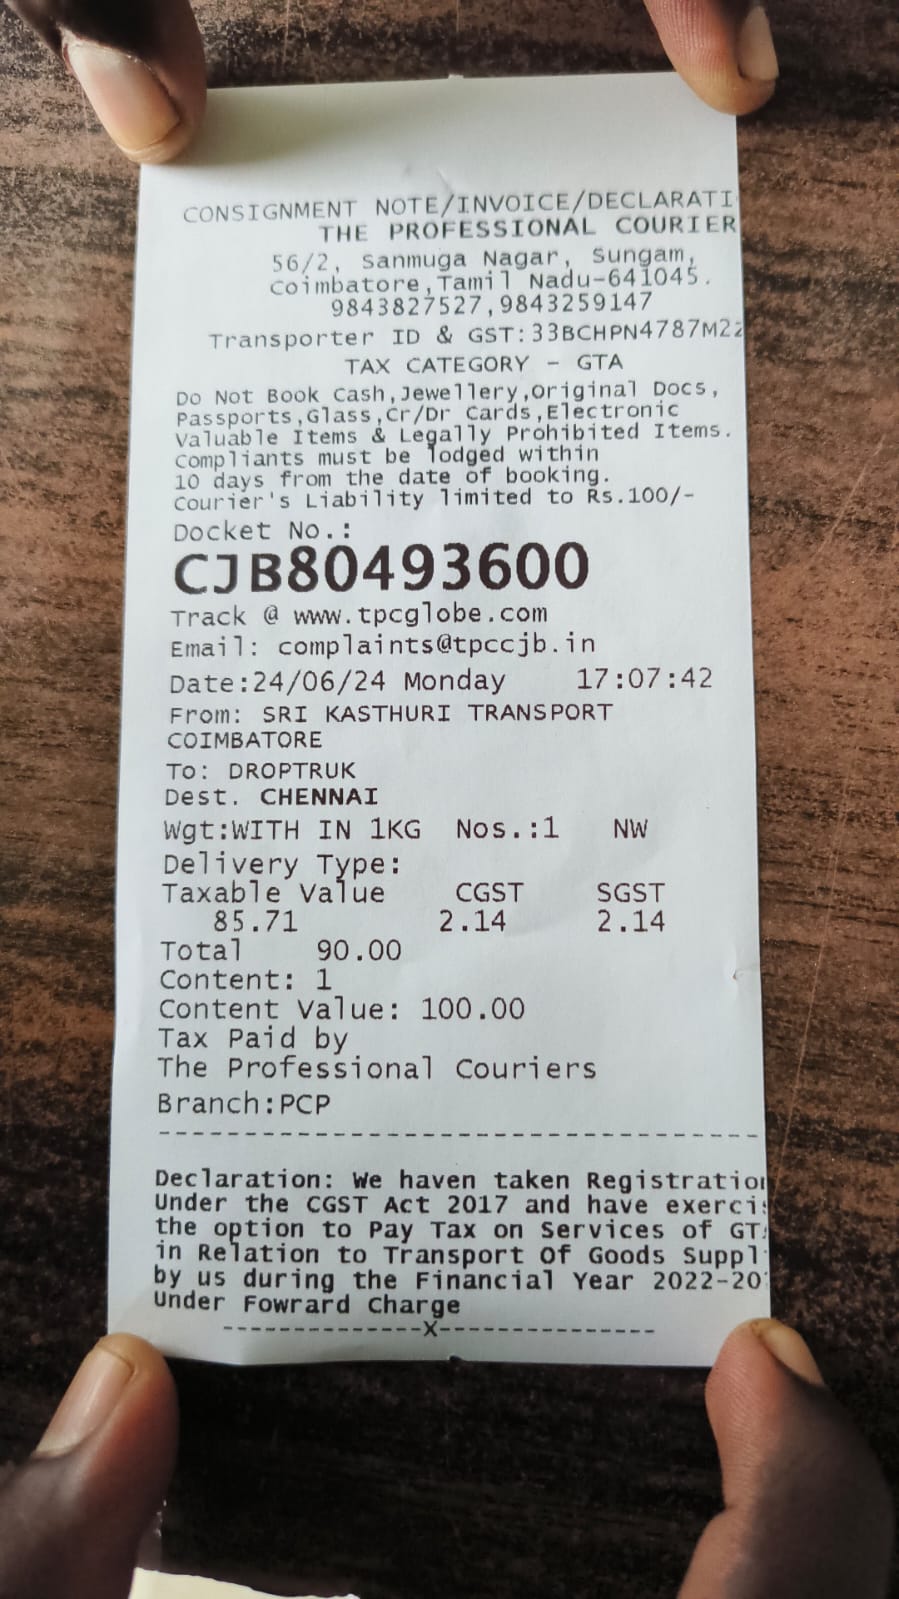 CONSIGNMENT NOTE/INVOICE/DECLARATI
THE PROFESSIONAL COURIER
56/2, Sanmuga Nagar, Sungam,
Coimbatore,Tamil Nadu-641045.
9843827527,9843259147
Transporter ID & GST:33BCHPN4787M2Z
TAX CATEGORY - GTA
Do Not Book Cash,Jewellery,Original Docs,
Passports,Glass,Cr/Dr Cards,Electronic
Valuable Items & Legally Prohibited Items.
Compliants must be lodged within
10 days from the date of booking.
Courier's Liability limited to Rs.100/-
Docket No.:
CJB80493600
Track @ www.tpcglobe.com
Email: complaints@tpccjb.in
Date:24/06/24 Monday 17:07:42
From: SRI KASTHURI TRANSPORT
COIMBATORE
To: DROPTRUK
Dest. CHENNAI
Wgt:WITH IN 1KG Nos.:1 NW
Delivery Type:
Taxable Value CGST SGST
85.71 2.14 2.14
Total 90.00
Content: 1
Content Value: 100.00
Tax Paid by
The Professional Couriers
Branch:PCP
Declaration: We haven taken Registration
Under the CGST Act 2017 and have exerci
the option to Pay Tax on Services of GT
in Relation to Transport Of Goods Suppl
by us during the Financial Year 2022-20
Under Fowrard Charge
--------------X---------------